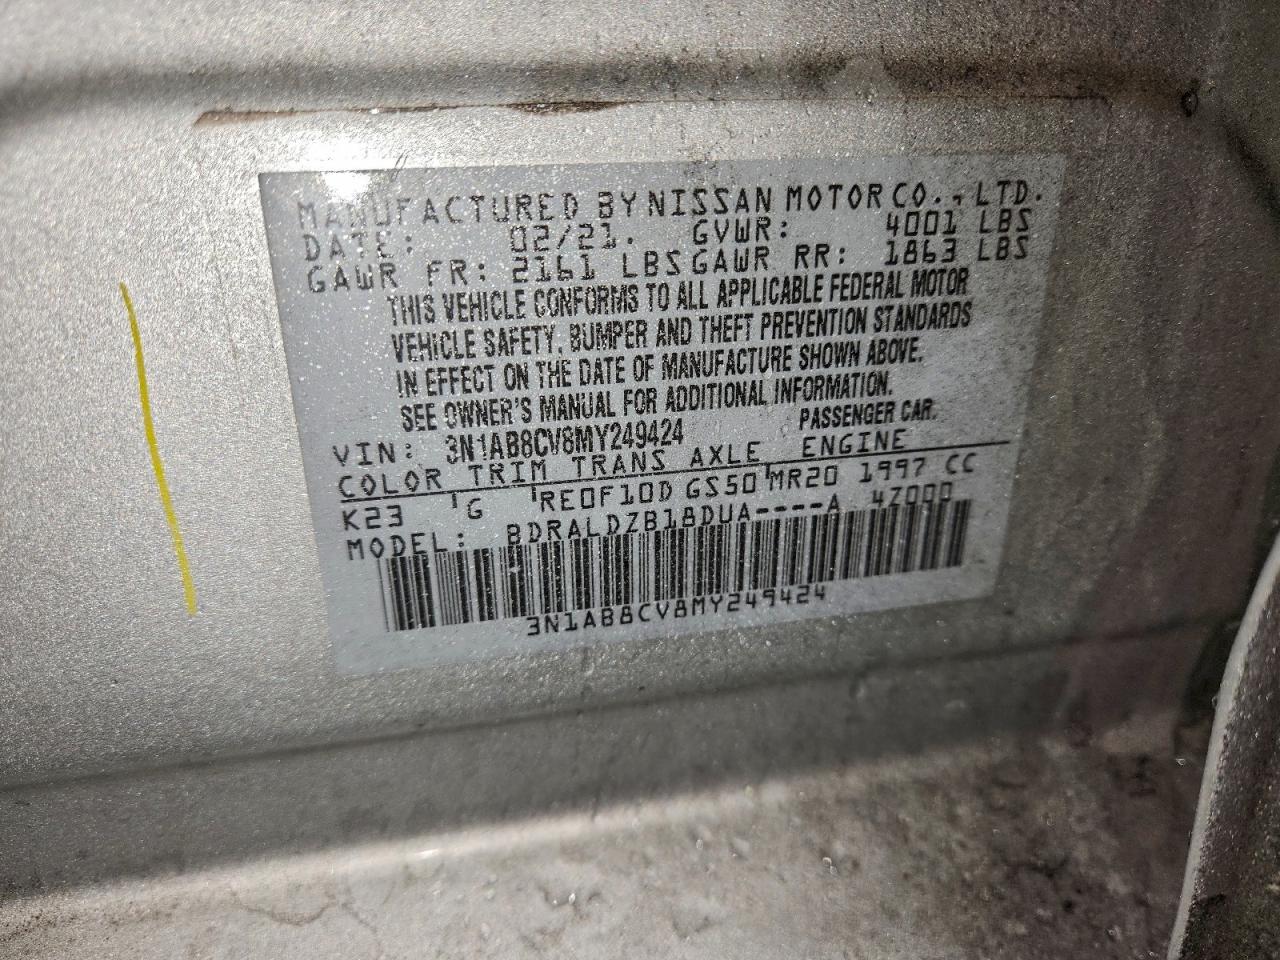 MANUFACTURED BY NISSAN MOTOR CO., LTD.
DATE: 02/21. GVWR: 4001 LBS
GAWR FR: 2161 LBS GAWR RR: 1863 LBS
THIS VEHICLE CONFORMS TO ALL APPLICABLE FEDERAL MOTOR
VEHICLE SAFETY, BUMPER AND THEFT PREVENTION STANDARDS
IN EFFECT ON THE DATE OF MANUFACTURE SHOWN ABOVE.
SEE OWNER'S MANUAL FOR ADDITIONAL INFORMATION.
VIN: 3N1AB8CV8MY249424 PASSENGER CAR.
COLOR TRIM TRANS AXLE ENGINE
K23 G RE0F10D GS50 MR20 1997 CC
MODEL: BDRALDZB18DUA----A 4Z000
3N1AB8CV8MY249424